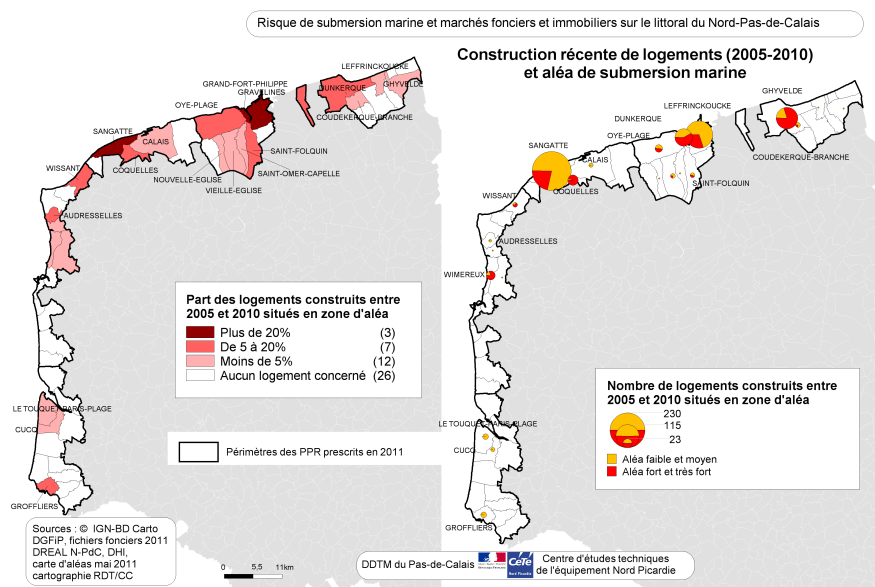 Risque de submersion marine et marchés fonciers et immobiliers sur le littoral du Nord-Pas-de-Calais
Construction récente de logements (2005-2010)
et aléa de submersion marine
LEFFRINCKOUCKE
GRAND-FORT-PHILIPPE
GRAVELINES
DUNKERQUE
GHYVELDE
OYE-PLAGE
COUDEKERQUE-BRANCHE
SANGATTE
CALAIS
SAINT-FOLQUIN
WISSANT
COQUELLES
NOUVELLE-EGLISE
SAINT-OMER-CAPELLE
VIEILLE-EGLISE
AUDRESSELLES
LE TOUQUET-PARIS-PLAGE
CUCQ
GROFFLIERS
Part des logements construits entre
2005 et 2010 situés en zone d'aléa
Plus de 20% (3)
De 5 à 20% (7)
Moins de 5% (12)
Aucun logement concerné (26)
Périmètres des PPR prescrits en 2011
GHYVELDE
LEFFRINCKOUCKE
DUNKERQUE
OYE-PLAGE
SANGATTE
CALAIS
COUDEKERQUE-BRANCHE
COQUELLES
SAINT-FOLQUIN
WISSANT
AUDRESSELLES
WIMEREUX
LE TOUQUET-PARIS-PLAGE
CUCQ
GROFFLIERS
Nombre de logements construits entre
2005 et 2010 situés en zone d'aléa
230
115
23
Aléa faible et moyen
Aléa fort et très fort
Sources : © IGN-BD Carto
DGFiP, fichiers fonciers 2011
DREAL N-PdC, DHI,
carte d'aléas mai 2011
cartographie RDT/CC
0 5,5 11km
DDTM du Pas-de-Calais
CeTe
Nord Picardie
Centre d'études techniques
de l'équipement Nord Picardie